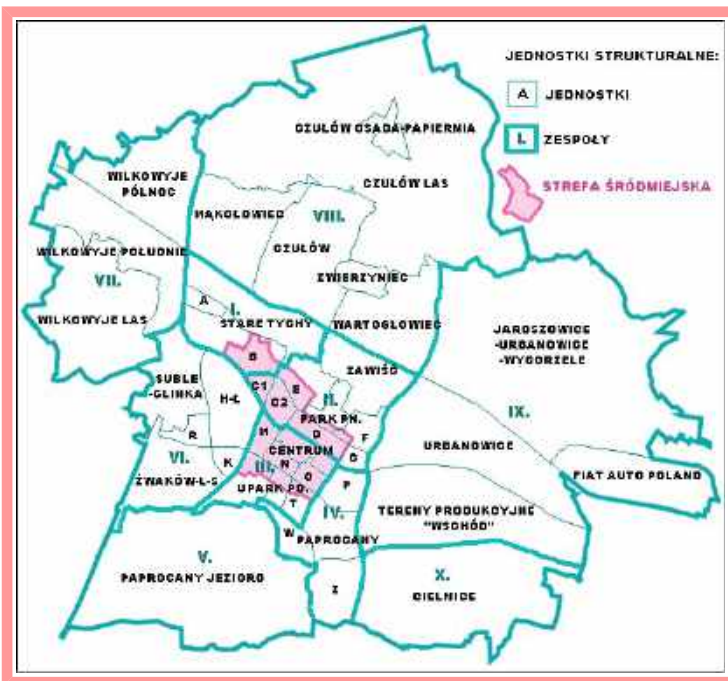 JEDNOSTKI STRUKTURALNE:
A JEDNOSTKI
I. ZESPOŁY
STREFA ŚRÓDMIEJSKA
CZUŁÓW OSADA-PAPIERNIA
WILKOWYJE
PÓŁNOC
CZUŁÓW LAS
MĄKOŁOWIEC
VIII.
CZUŁÓW
WILKOWYJE POŁUDNIE
VII.
ZWIERZYNIEC
WILKOWYJE LAS
A
I.
STARE TYCHY
WARTOGŁOWIEC
JAROSZOWICE
-URBANOWICE
-WYGORZELE
B
ZAWIŚĆ
SUBLE
-GLINKA
H-Ł
C1
C2
E
II.
IX.
PARK PN.
R
M
D
F
URBANOWICE
CENTRUM
G
VI.
K
III.
N
O
FIAT AUTO POLAND
ŻWAKÓW-Ł-S
U
PARK PD.
P
T
IV.
TERENY PRODUKCYJNE
"WSCHÓD"
W
PAPROCANY
V.
PAPROCANY JEZIORO
Z
X.
CIELMICE